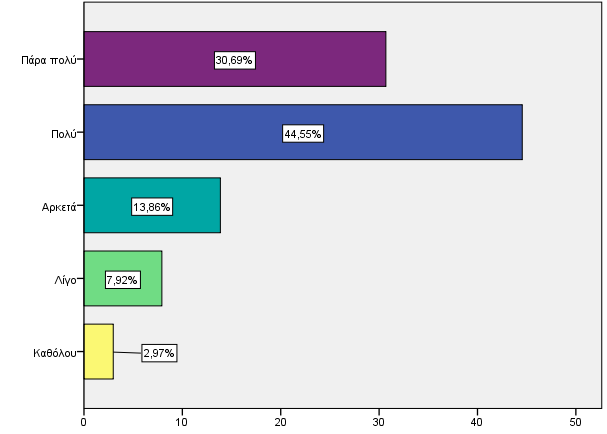 Πάρα πολύ
30,69%
Πολύ
44,55%
Αρκετά
13,86%
Λίγο
7,92%
Καθόλου
2,97%
0 10 20 30 40 50